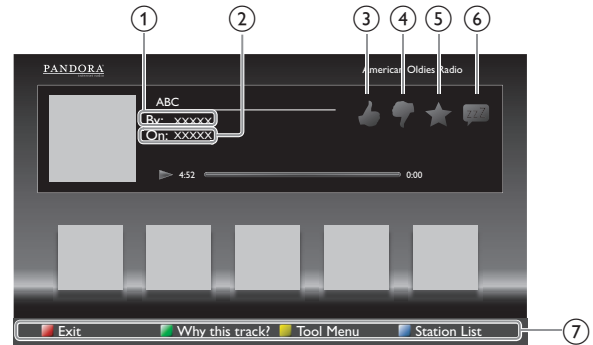 1 2 3 4 5 6
PANDORA American Oldies Radio
ABC
By: xxxxx
On: xxxxx
zzZ
4:52 0:00
Exit Why this track? Tool Menu Station List 7